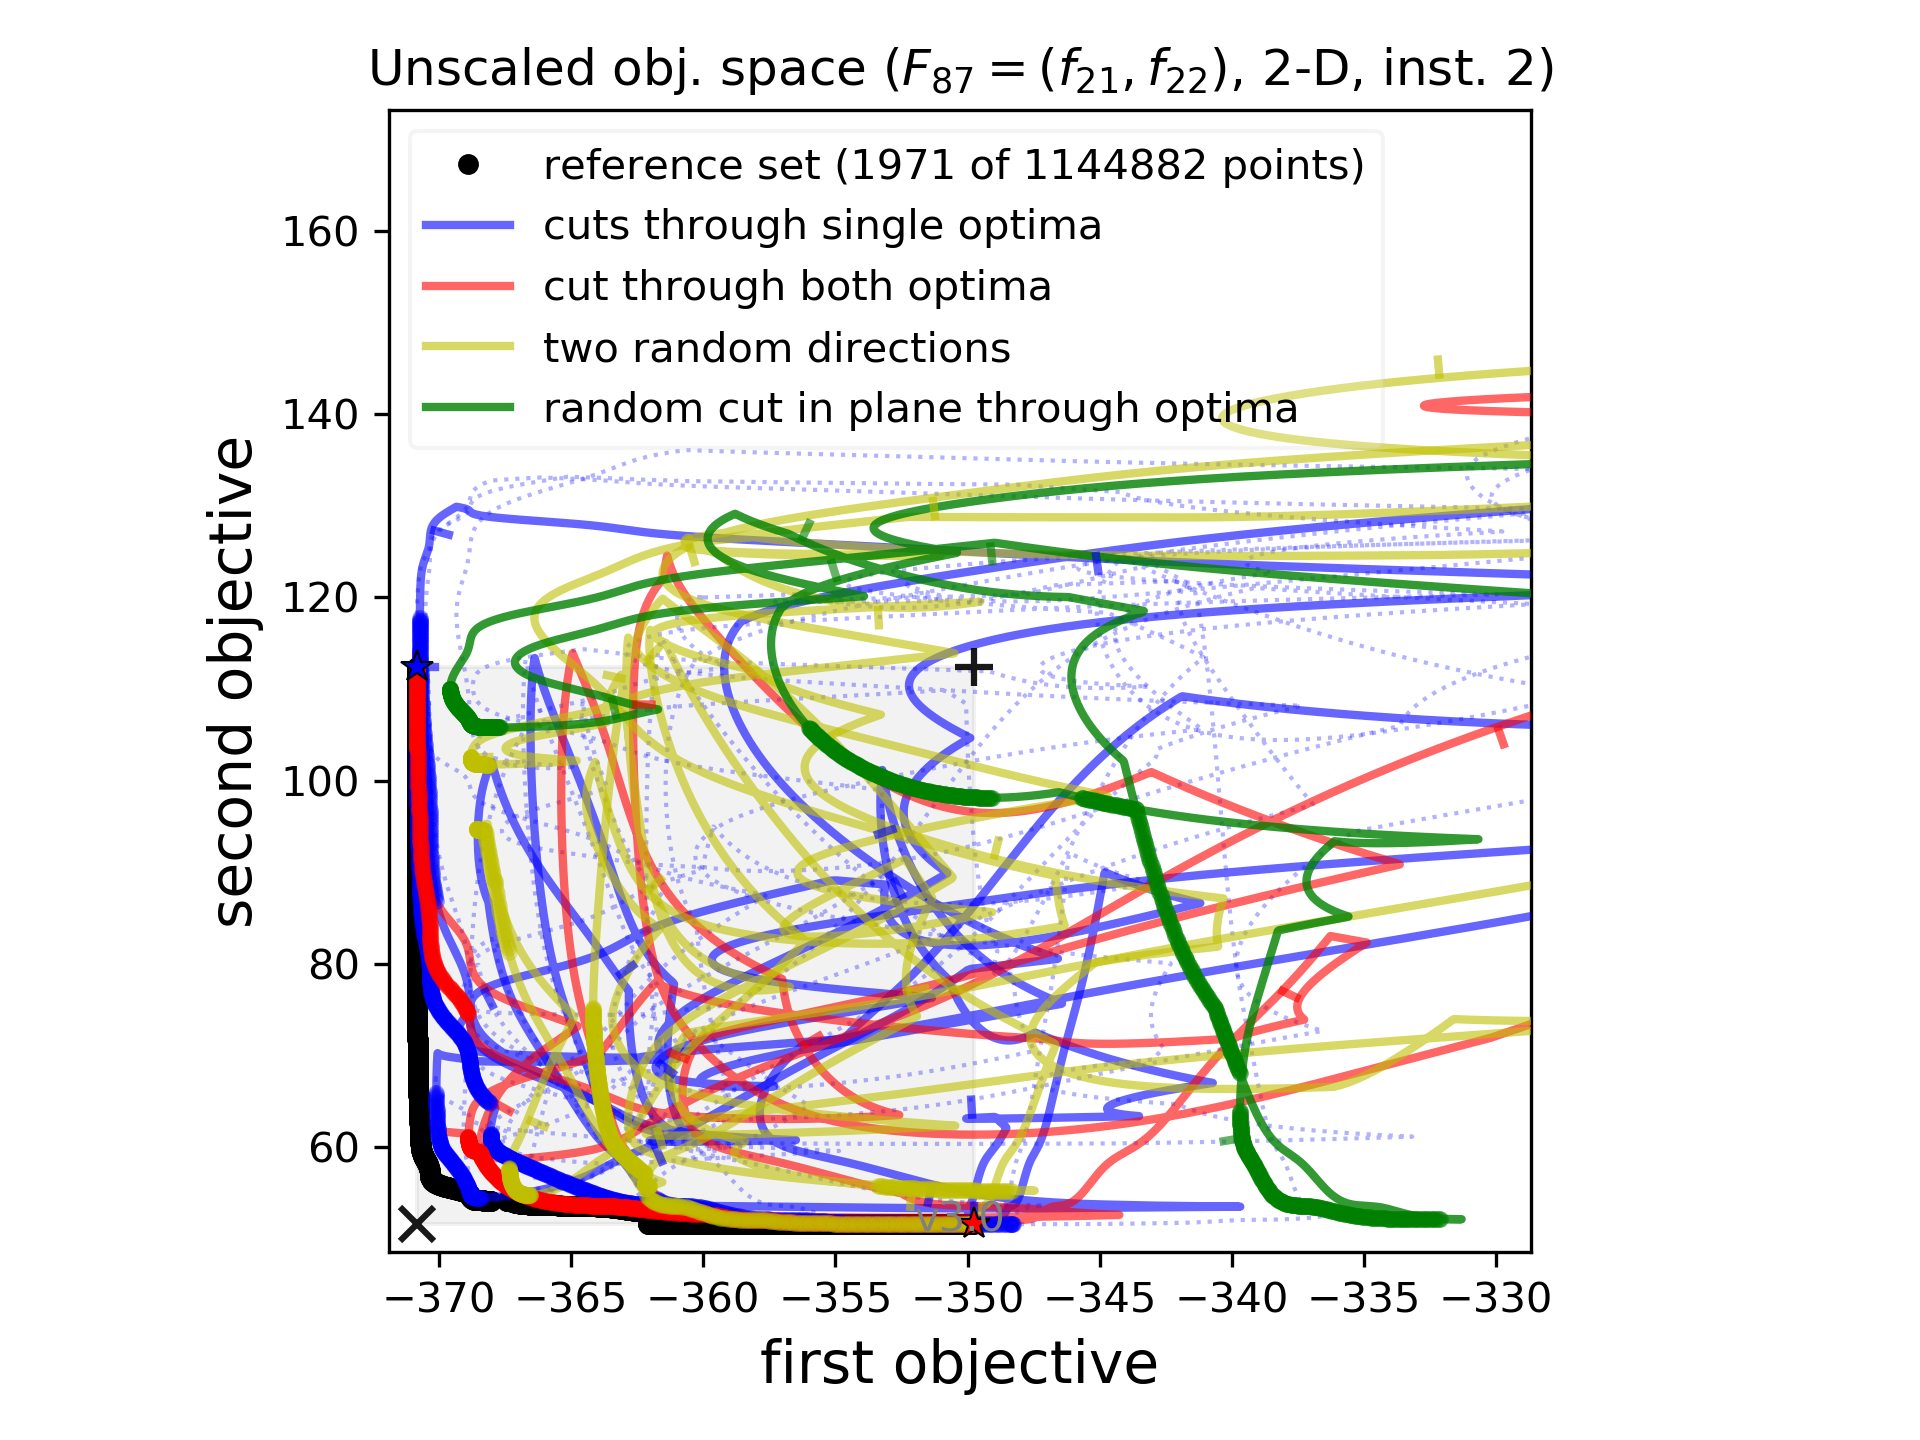 Unscaled obj. space (F87 = (f21, f22), 2-D, inst. 2)
reference set (1971 of 1144882 points)
cuts through single optima
cut through both optima
two random directions
random cut in plane through optima
second objective
160
140
120
100
80
60
v3.0
−370 −365 −360 −355 −350 −345 −340 −335 −330
first objective